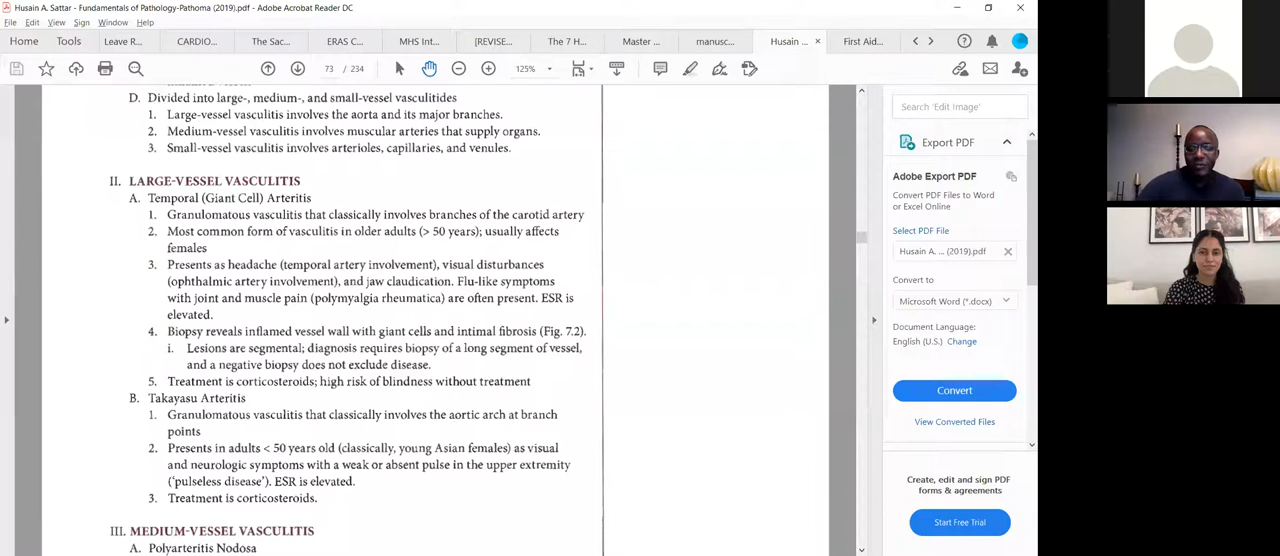 Husain A. Sattar - Fundamentals of Pathology-Pathoma (2019).pdf - Adobe Acrobat Reader DC
File Edit View Sign Window Help
Home Tools Leave R... CARDIO... The Sac... ERAS C... MHS Int... [REVISE... The 7 H... Master ... manusc... Husain ... × First Aid...
73 / 234 125%
D. Divided into large-, medium-, and small-vessel vasculitides
1. Large-vessel vasculitis involves the aorta and its major branches.
2. Medium-vessel vasculitis involves muscular arteries that supply organs.
3. Small-vessel vasculitis involves arterioles, capillaries, and venules.
II. LARGE-VESSEL VASCULITIS
A. Temporal (Giant Cell) Arteritis
1. Granulomatous vasculitis that classically involves branches of the carotid artery
2. Most common form of vasculitis in older adults (> 50 years); usually affects
females
3. Presents as headache (temporal artery involvement), visual disturbances
(ophthalmic artery involvement), and jaw claudication. Flu-like symptoms
with joint and muscle pain (polymyalgia rheumatica) are often present. ESR is
elevated.
4. Biopsy reveals inflamed vessel wall with giant cells and intimal fibrosis (Fig. 7.2).
i. Lesions are segmental; diagnosis requires biopsy of a long segment of vessel,
and a negative biopsy does not exclude disease.
5. Treatment is corticosteroids; high risk of blindness without treatment
B. Takayasu Arteritis
1. Granulomatous vasculitis that classically involves the aortic arch at branch
points
2. Presents in adults < 50 years old (classically, young Asian females) as visual
and neurologic symptoms with a weak or absent pulse in the upper extremity
('pulseless disease'). ESR is elevated.
3. Treatment is corticosteroids.
III. MEDIUM-VESSEL VASCULITIS
A. Polyarteritis Nodosa
Search 'Edit Image'
Export PDF
Adobe Export PDF
Convert PDF Files to Word
or Excel Online
Select PDF File
Husain A. ... (2019).pdf
Convert to
Microsoft Word (*.docx)
Document Language:
English (U.S.) Change
Convert
View Converted Files
Create, edit and sign PDF
forms & agreements
Start Free Trial